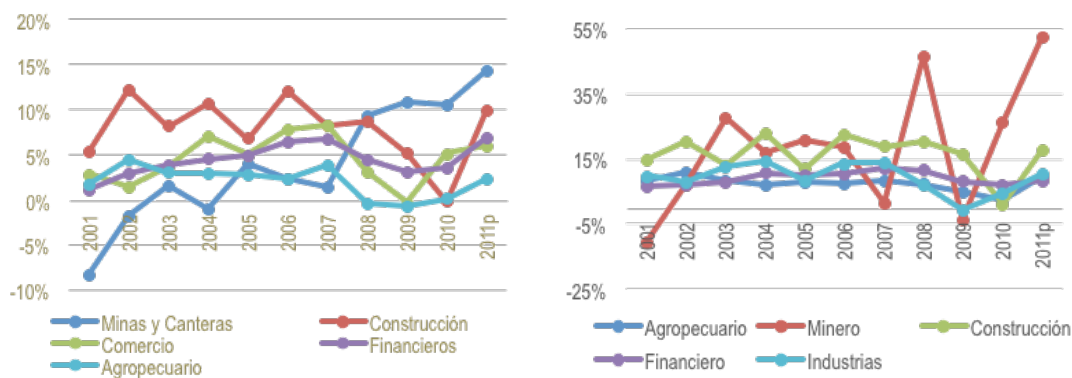 20%
15%
10%
5%
0%
-5%
-10%
2001
2002
2003
2004
2005
2006
2007
2008
2009
2010
2011p
Minas y Canteras
Construcción
Comercio
Financieros
Agropecuario
55%
35%
15%
-5%
-25%
2001
2002
2003
2004
2005
2006
2007
2008
2009
2010
2011p
Agropecuario
Minero
Construcción
Financiero
Industrias